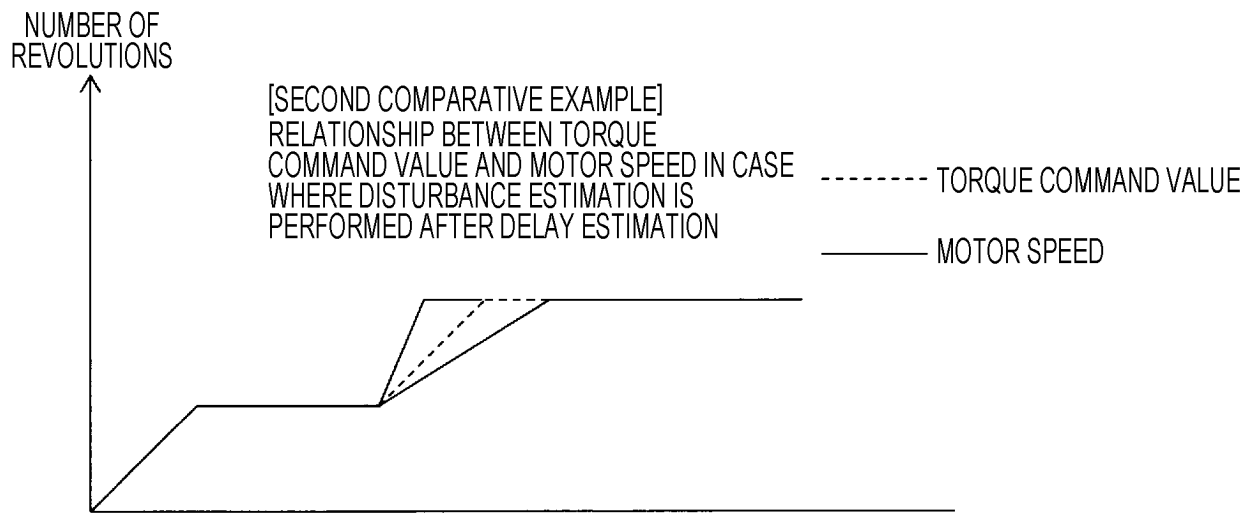 NUMBER OF
REVOLUTIONS
[SECOND COMPARATIVE EXAMPLE]
RELATIONSHIP BETWEEN TORQUE
COMMAND VALUE AND MOTOR SPEED IN CASE
WHERE DISTURBANCE ESTIMATION IS
PERFORMED AFTER DELAY ESTIMATION
TORQUE COMMAND VALUE
MOTOR SPEED